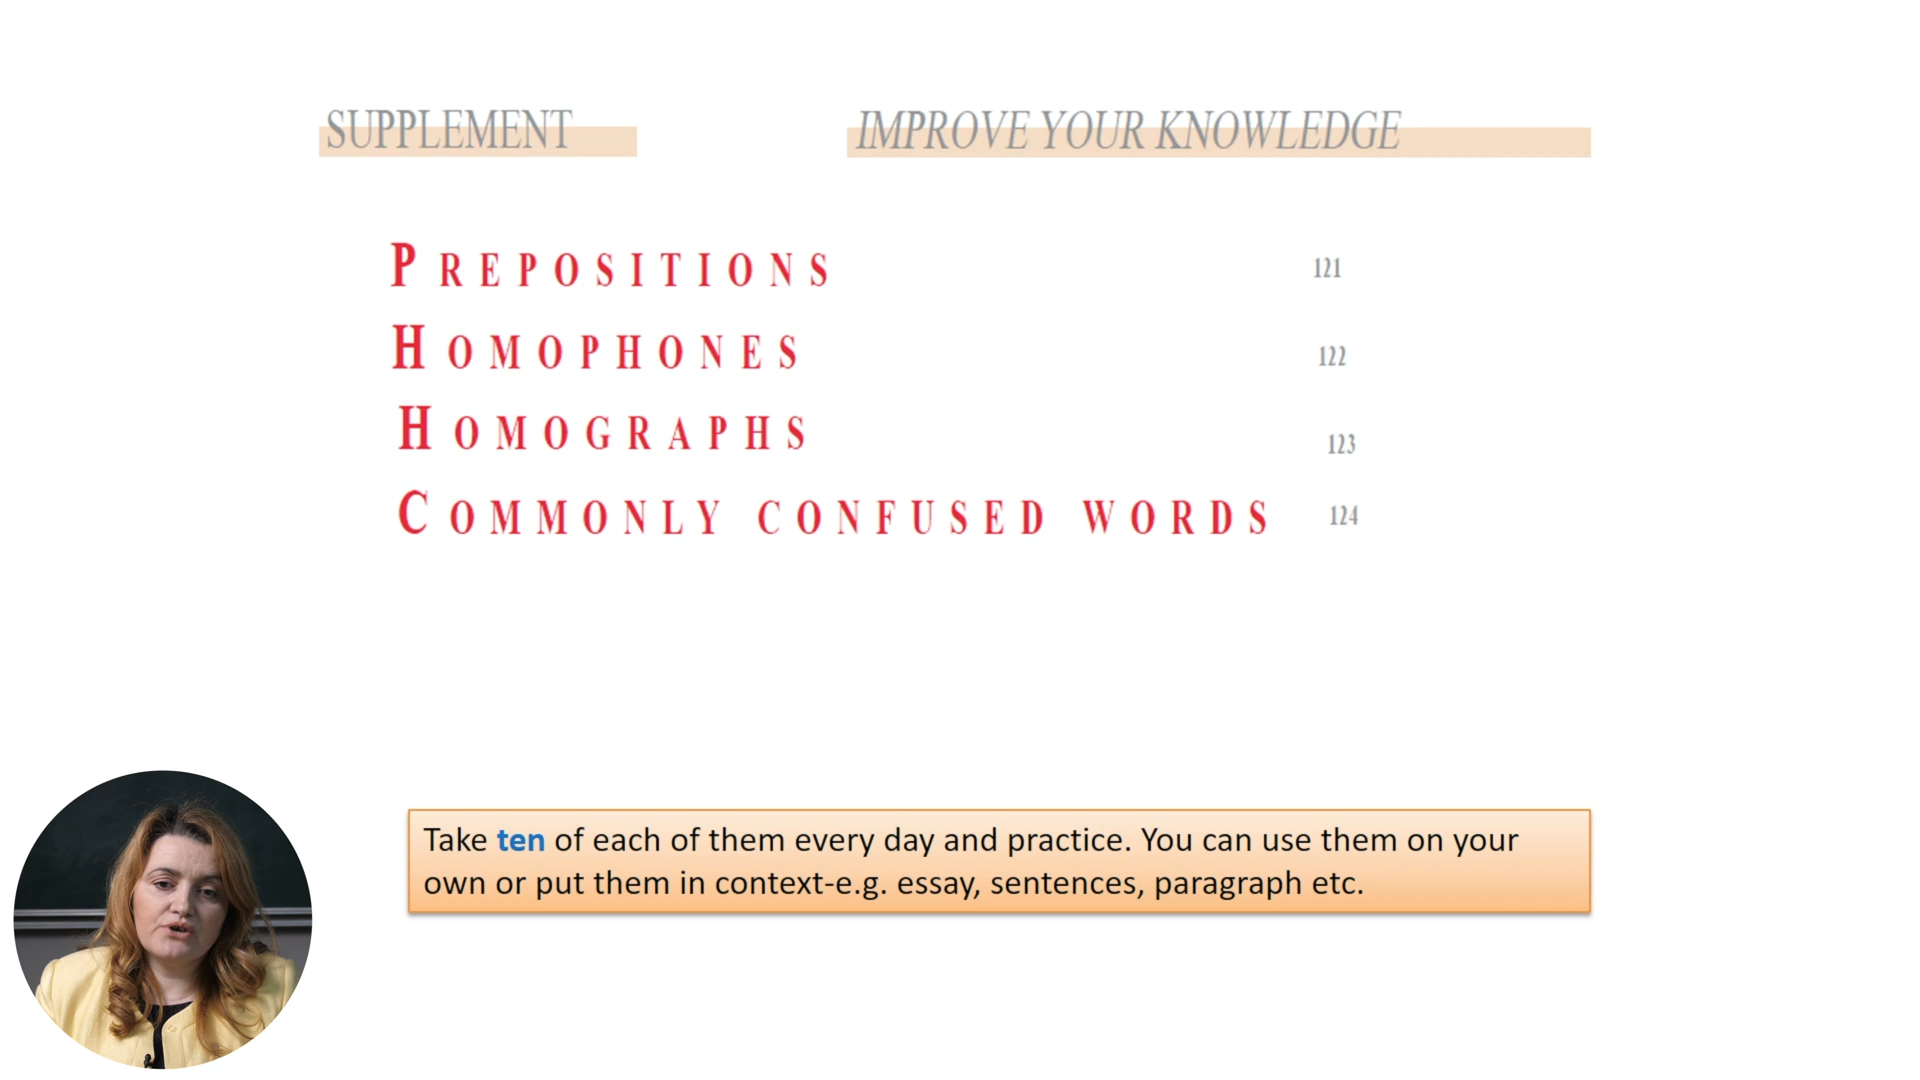 SUPPLEMENT IMPROVE YOUR KNOWLEDGE
PREPOSITIONS 121
HOMOPHONES 122
HOMOGRAPHS 123
COMMONLY CONFUSED WORDS 124
Take ten of each of them every day and practice. You can use them on your
own or put them in context-e.g. essay, sentences, paragraph etc.